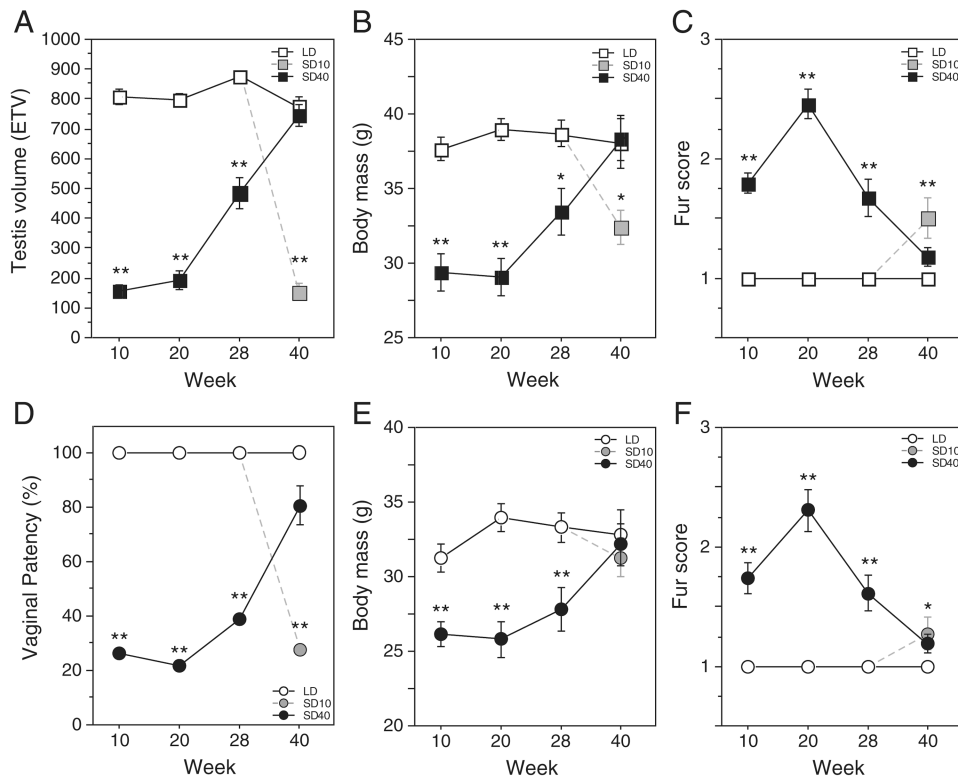 A
Testis volume (ETV)
1000
900
800
700
600
500
400
300
200
100
0
LD
SD10
SD40
**
**
**
**
10 20 28 40
Week
B
Body mass (g)
45
40
35
30
25
LD
SD10
SD40
**
**
*
*
10 20 28 40
Week
C
Fur score
3
2
1
LD
SD10
SD40
**
**
**
**
10 20 28 40
Week
D
Vaginal Patency (%)
100
80
60
40
20
0
LD
SD10
SD40
**
**
**
**
10 20 28 40
Week
E
Body mass (g)
40
35
30
25
20
LD
SD10
SD40
**
**
**
10 20 28 40
Week
F
Fur score
3
2
1
LD
SD10
SD40
**
**
**
*
10 20 28 40
Week